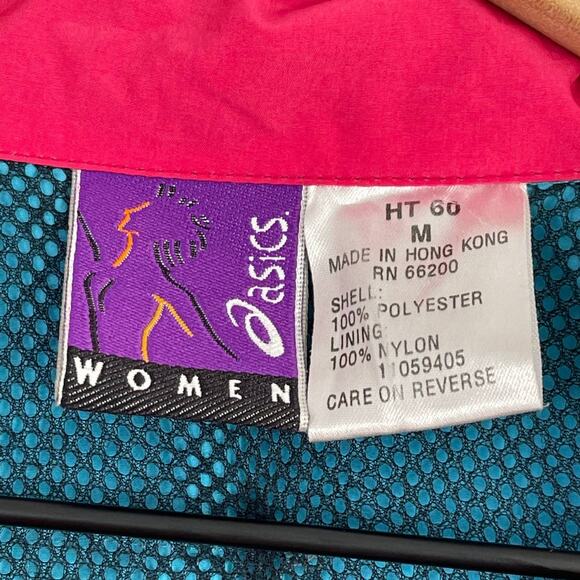 asics.
WOMEN
HT 60
M
MADE IN HONG KONG
RN 66200
SHELL:
100% POLYESTER
LINING:
100% NYLON
11059405
CARE ON REVERSE